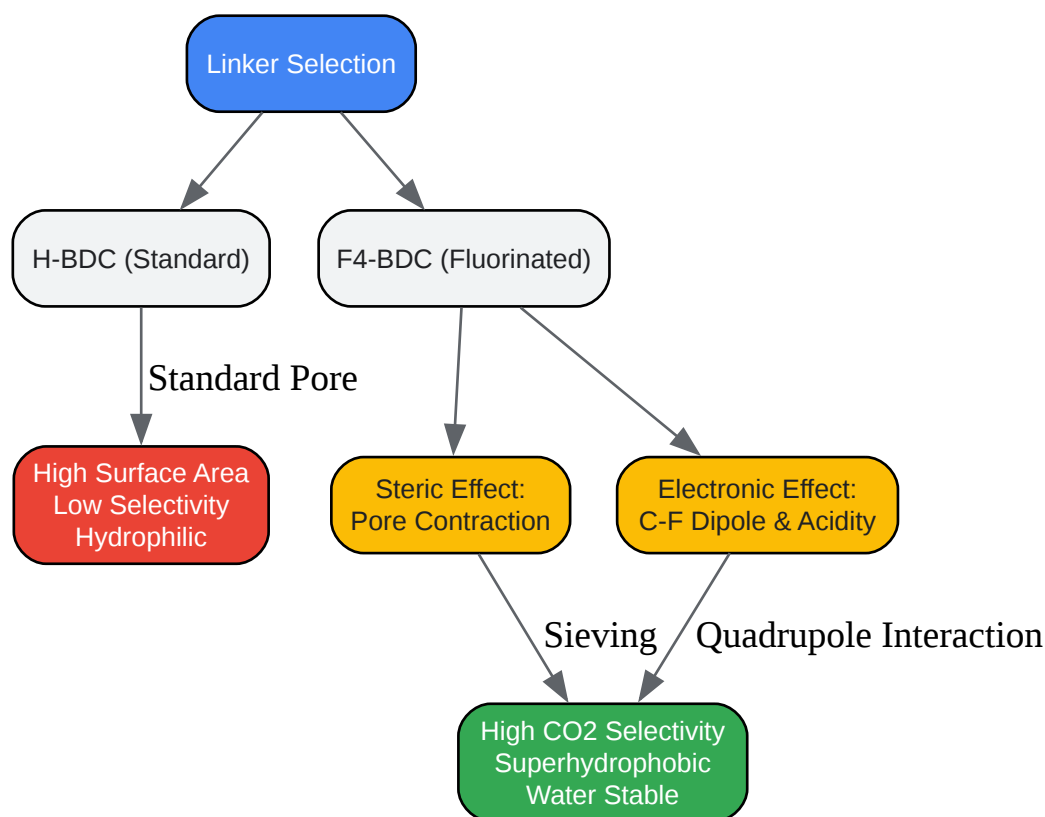 Linker Selection
H-BDC (Standard)
F4-BDC (Fluorinated)
Standard Pore
High Surface Area
Low Selectivity
Hydrophilic
Steric Effect:
Pore Contraction
Electronic Effect:
C-F Dipole & Acidity
Sieving
Quadrupole Interaction
High CO2 Selectivity
Superhydrophobic
Water Stable